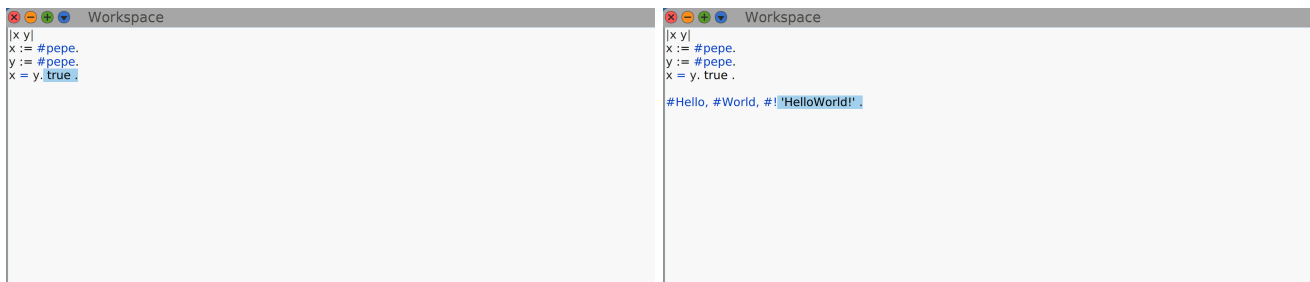 Workspace
|x y|
x := #pepe.
y := #pepe.
x = y. true .
Workspace
|x y|
x := #pepe.
y := #pepe.
x = y. true .
#Hello, #World, #! 'HelloWorld!' .